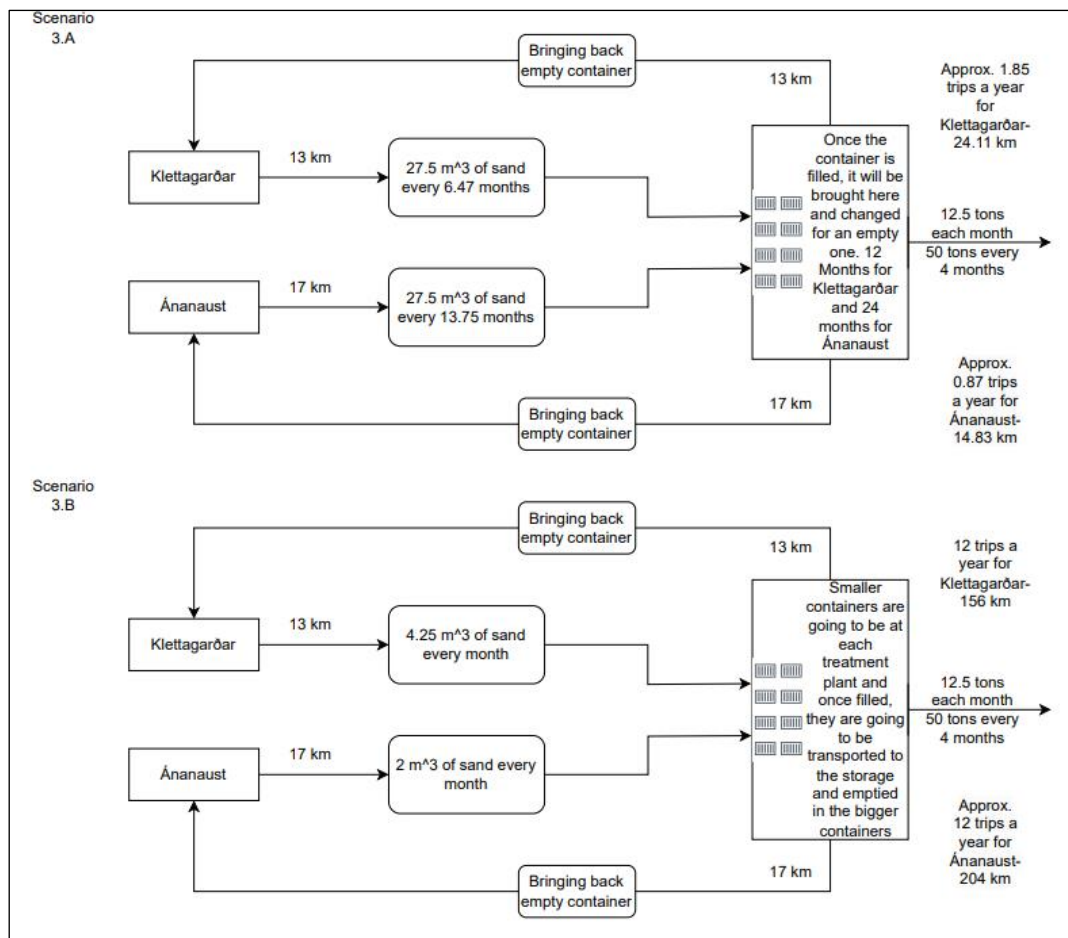 Scenario
3.A
Bringing back
empty container
13 km
Approx. 1.85
trips a year
for
Klettagarðar-
24.11 km
Klettagarðar
13 km
27.5 m^3 of sand
every 6.47 months
Once the
container is
filled, it will be
brought here
and changed
for an empty
one. 12
Months for
Klettagarðar
and 24
months for
Ánanaust
12.5 tons
each month
50 tons every
4 months
Ánanaust
17 km
27.5 m^3 of sand
every 13.75 months
Bringing back
empty container
17 km
Approx.
0.87 trips
a year for
Ánanaust-
14.83 km
Scenario
3.B
Bringing back
empty container
13 km
12 trips a
year for
Klettagarðar-
156 km
Klettagarðar
13 km
4.25 m^3 of sand
every month
Smaller
containers are
going to be at
each
treatment
plant and
once filled,
they are going
to be
transported to
the storage
and emptied
in the bigger
containers
12.5 tons
each month
50 tons every
4 months
Ánanaust
17 km
2 m^3 of sand every
month
Bringing back
empty container
17 km
Approx.
12 trips a
year for
Ánanaust-
204 km